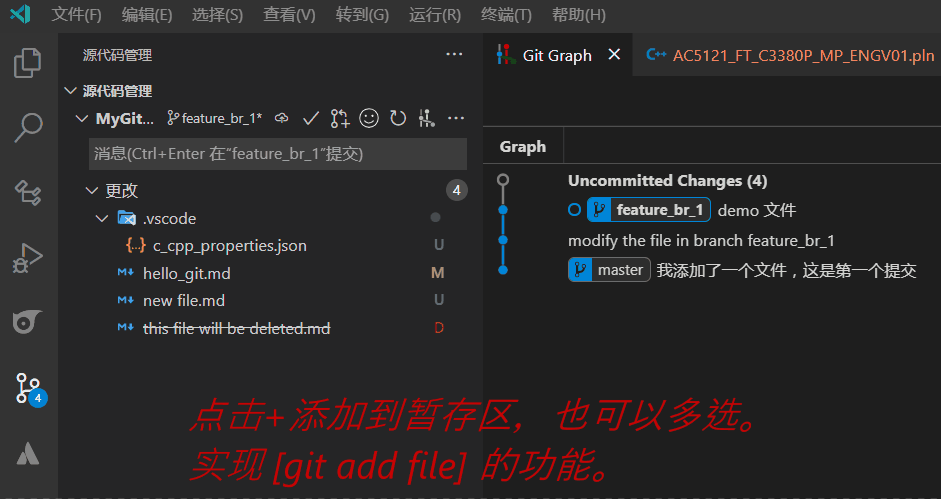 文件(F) 编辑(E) 选择(S) 查看(V) 转到(G) 运行(R) 终端(T) 帮助(H)
源代码管理 ···
Git Graph
AC5121_FT_C3380P_MP_ENGV01.pln
源代码管理
MyGit... feature_br_1* ···
消息(Ctrl+Enter 在“feature_br_1”提交)
Graph
更改 4
Uncommitted Changes (4)
.vscode
feature_br_1 demo 文件
{..} c_cpp_properties.json U
modify the file in branch feature_br_1
hello_git.md M
master 我添加了一个文件，这是第一个提交
new file.md U
this file will be deleted.md D
4
点击+ 添加到暂存区，也可以多选。
实现 [git add file] 的功能。